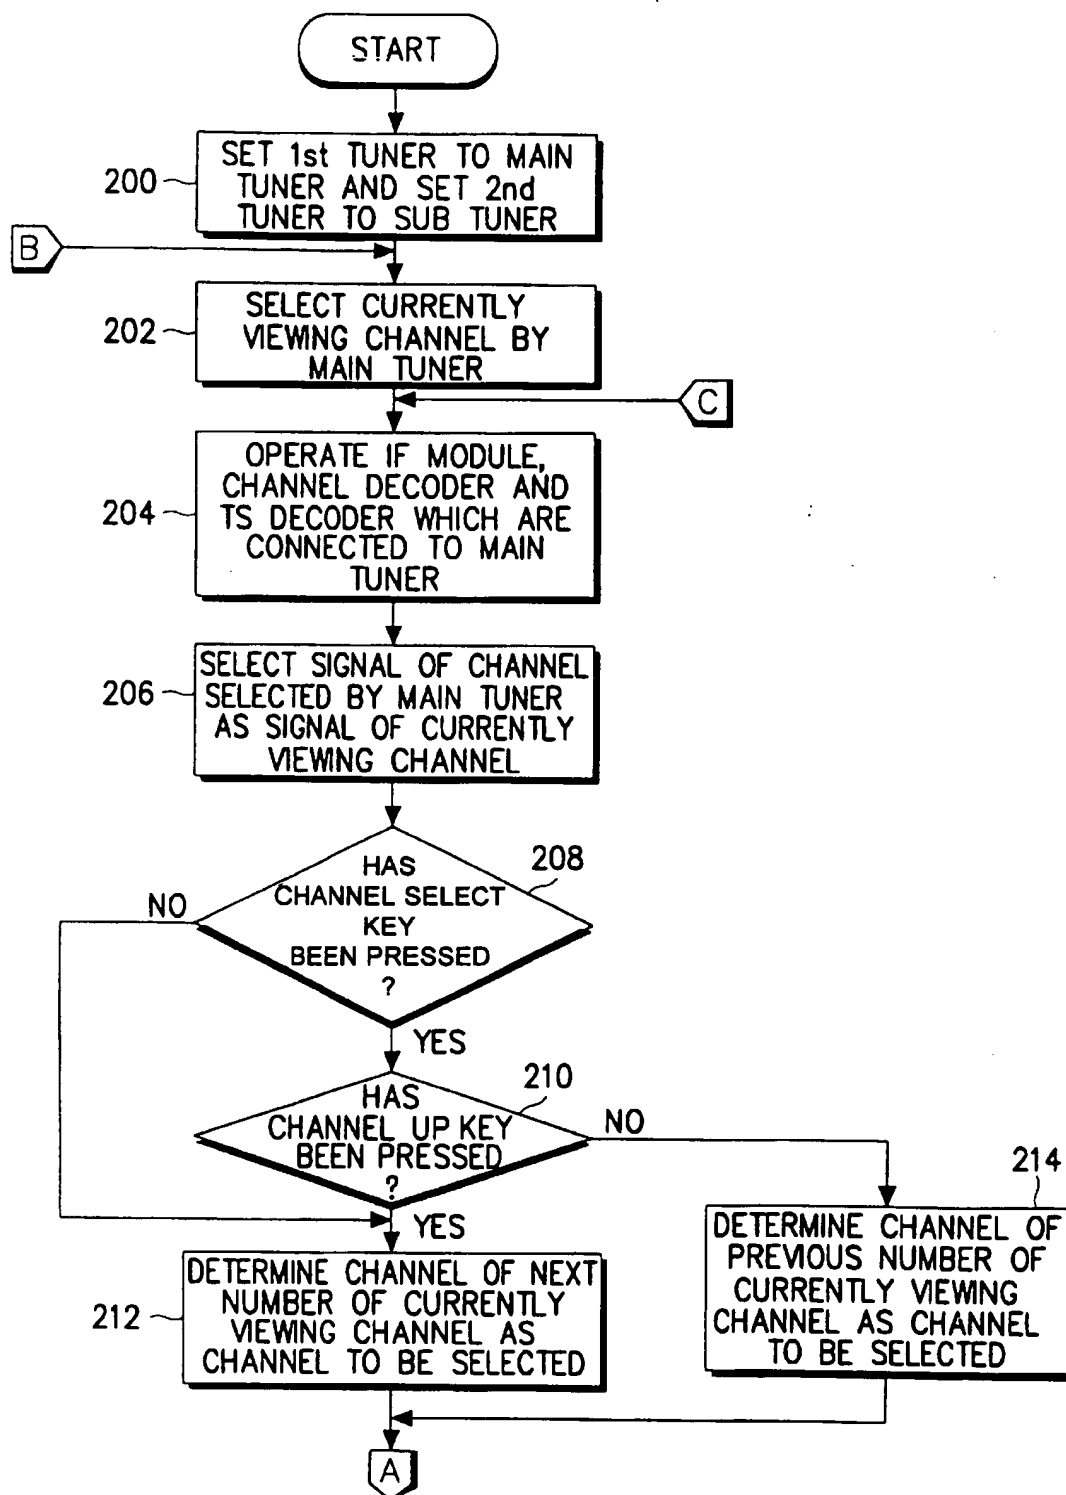 START
SET 1st TUNER TO MAIN
TUNER AND SET 2nd
TUNER TO SUB TUNER
200
B
SELECT CURRENTLY
VIEWING CHANNEL BY
MAIN TUNER
202
C
OPERATE IF MODULE,
CHANNEL DECODER AND
TS DECODER WHICH ARE
CONNECTED TO MAIN
TUNER
204
SELECT SIGNAL OF CHANNEL
SELECTED BY MAIN TUNER
AS SIGNAL OF CURRENTLY
VIEWING CHANNEL
206
208
HAS
CHANNEL SELECT
KEY
BEEN PRESSED
?
NO
YES
210
HAS
CHANNEL UP KEY
BEEN PRESSED
?
NO
YES
214
DETERMINE CHANNEL OF
PREVIOUS NUMBER OF
CURRENTLY VIEWING
CHANNEL AS CHANNEL
TO BE SELECTED
DETERMINE CHANNEL OF NEXT
NUMBER OF CURRENTLY
VIEWING CHANNEL AS
CHANNEL TO BE SELECTED
212
A